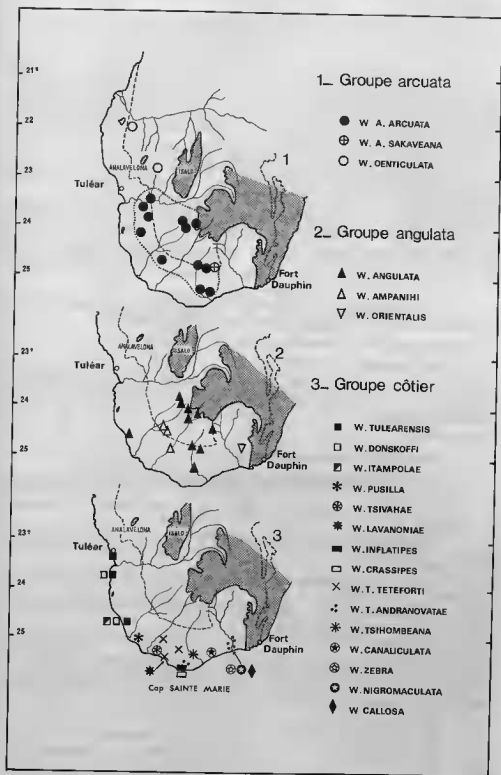 21°
22
23
24
25
ANALAVELONA
ISALO
Tuléar
1
Fort
Dauphin
23°
24
25
ANALAVELONA
ISALO
Tuléar
2
Fort
Dauphin
23°
24
25
ANALAVELONA
ISALO
Tuléar
3
Fort
Dauphin
Cap SAINTE MARIE
1_ Groupe arcuata
W A. ARCUATA
W. A. SAKAVEANA
W. OENTICULATA
2_ Groupe angulata
W. ANGULATA
W. AMPANIHI
W. ORIENTALIS
3_ Groupe côtier
W. TULEARENSIS
W. DONSKOFFI
W. ITAMPOLAE
W. PUSILLA
W. TSIVAHAE
W. LAVANONIAE
W. INFLATIPES
W. CRASSIPES
W. T. TETEFORTI
W. T. ANDRANOVATAE
W. TSIHOMBEANA
W. CANALICULATA
W. ZEBRA
W. NIGROMACULATA
W CALLOSA